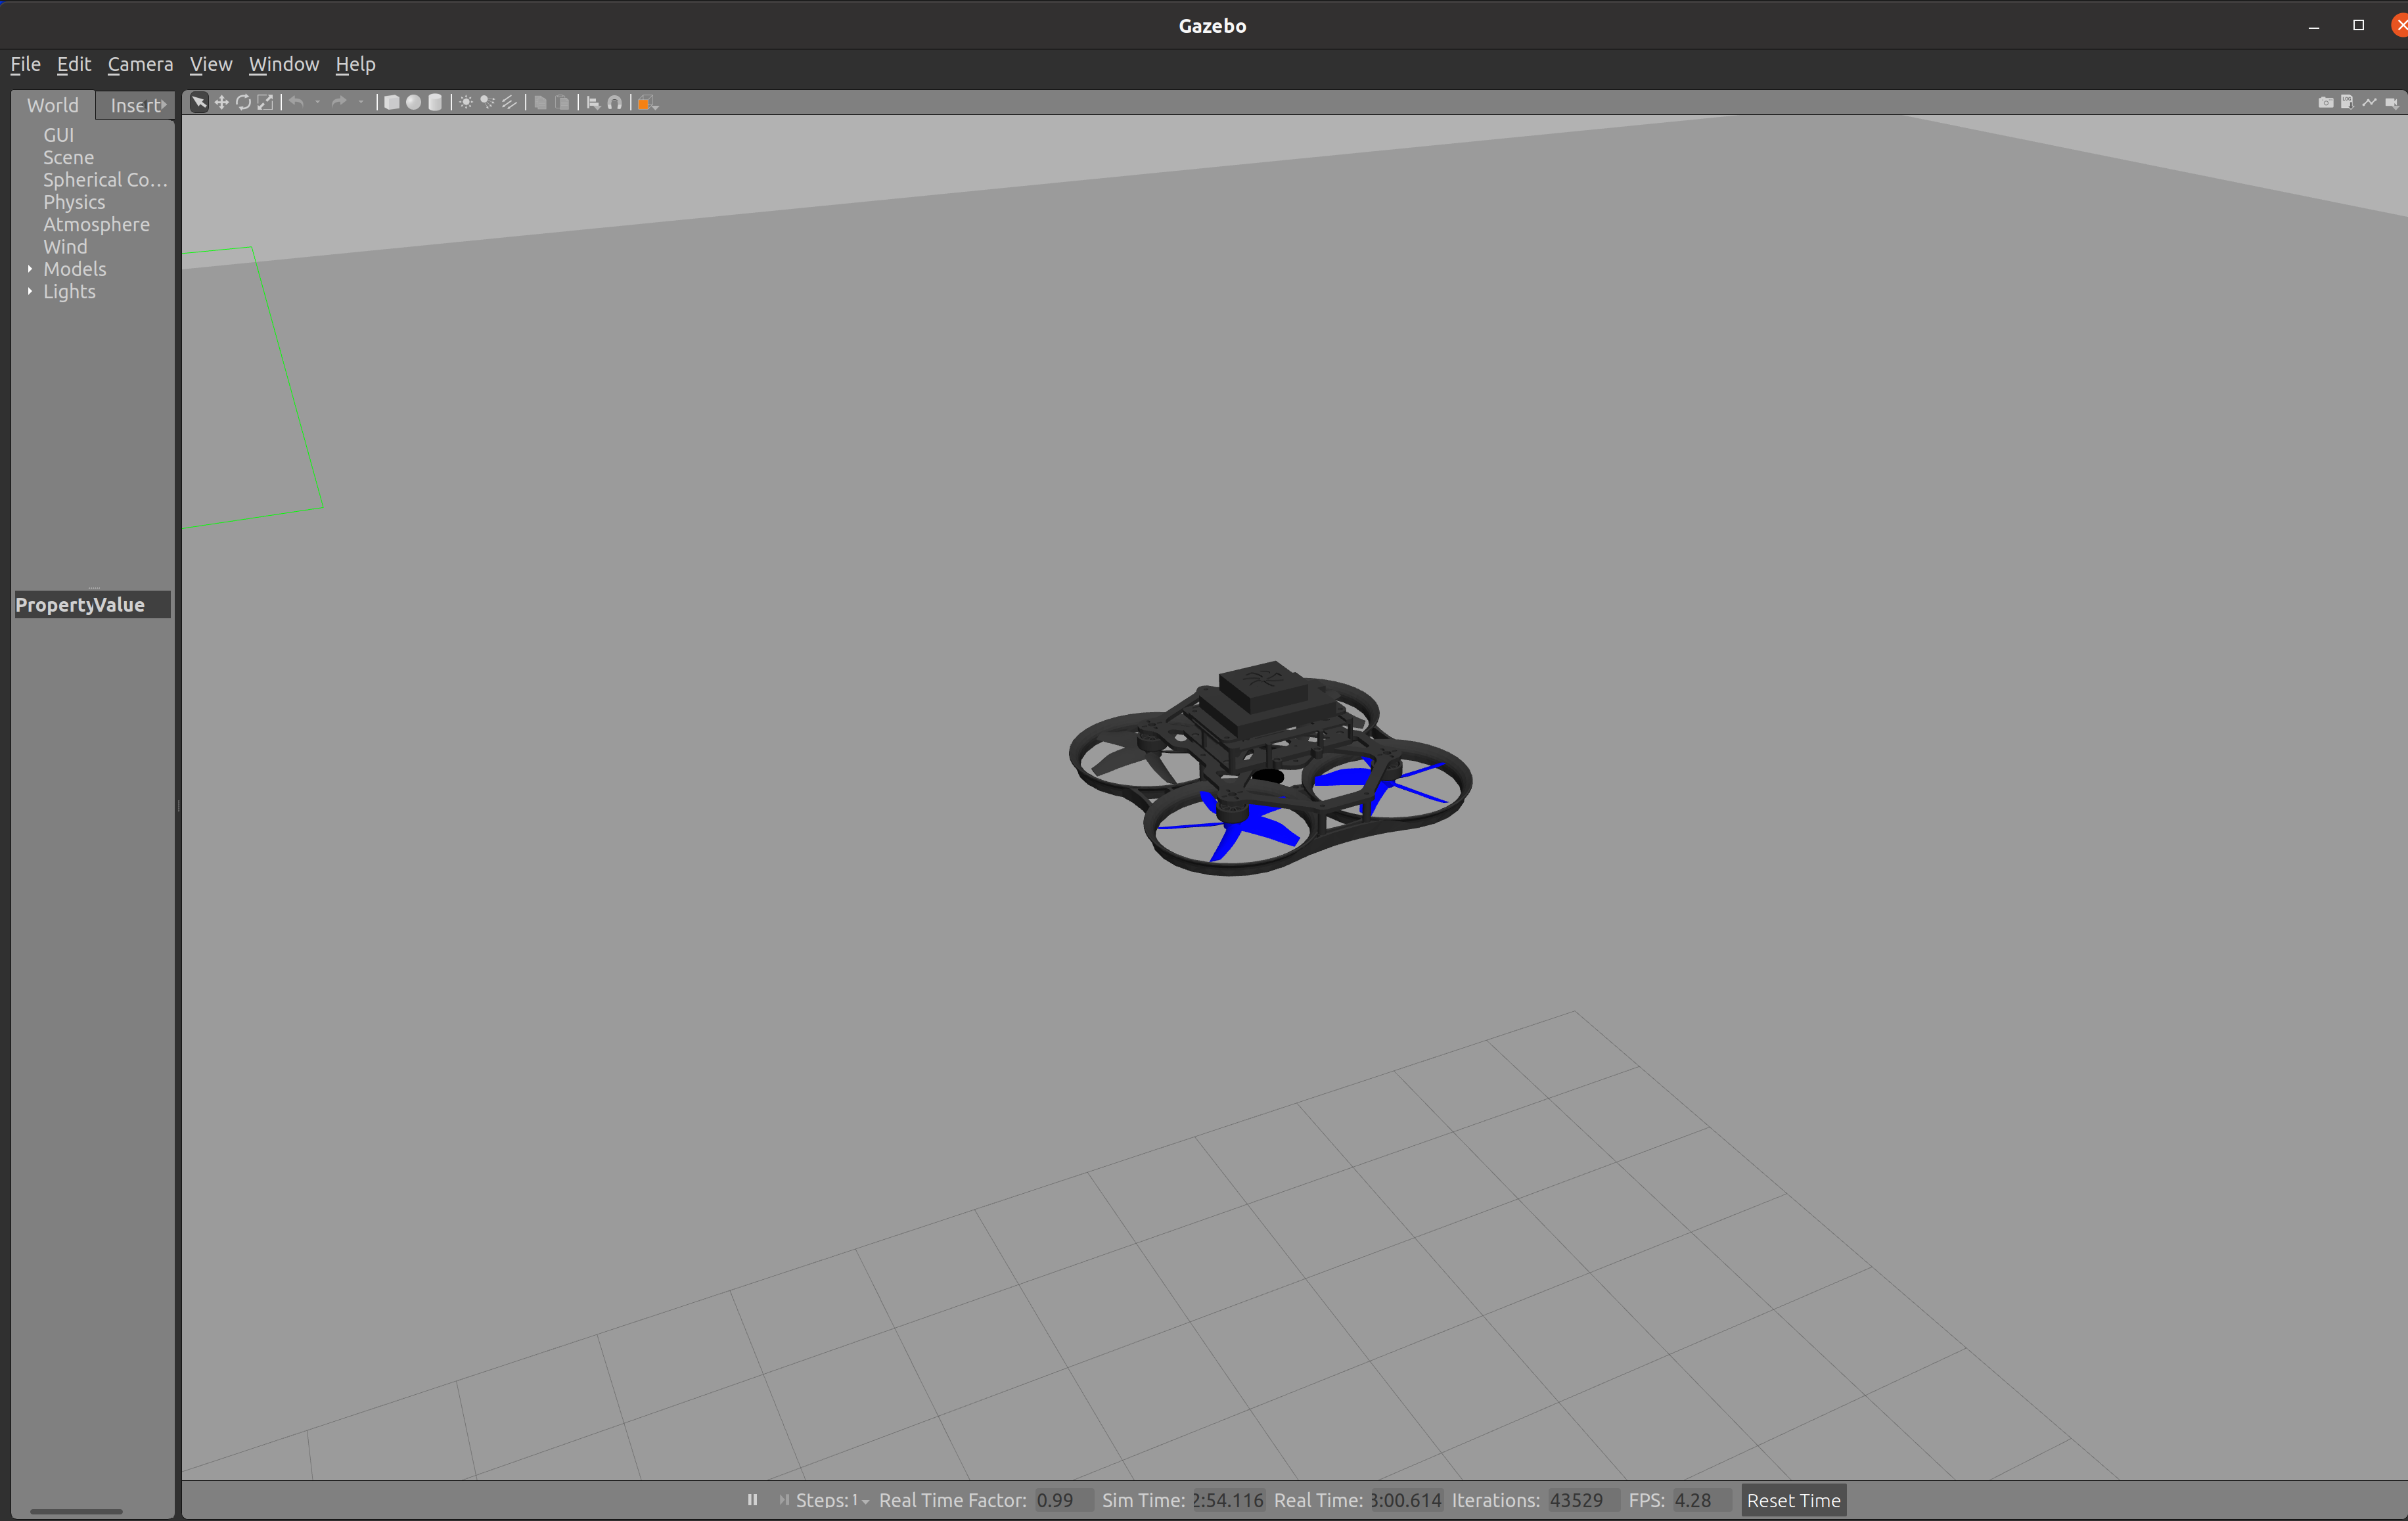 Gazebo
File Edit Camera View Window Help
World Insert
GUI
Scene
Spherical Co...
Physics
Atmosphere
Wind
Models
Lights
Property Value
Steps: 1 Real Time Factor: 0.99 Sim Time: 2:54.116 Real Time: 3:00.614 Iterations: 43529 FPS: 4.28 Reset Time